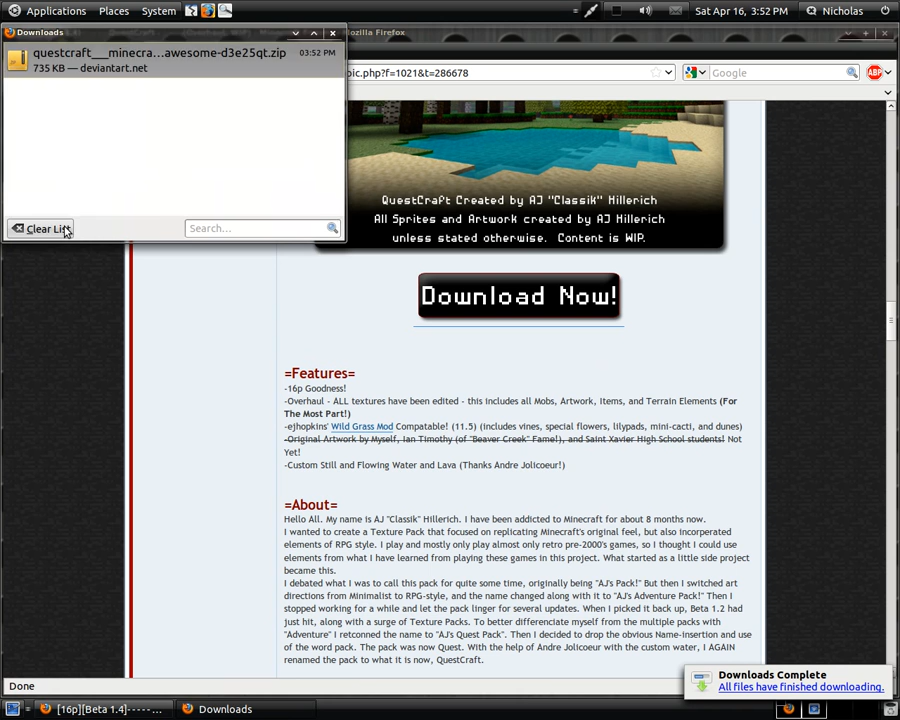 Applications Places System Sat Apr 16, 3:52 PM Nicholas
Downloads
ozilla Firefox
questcraft___minecra...awesome-d3e25qt.zip 03:52 PM
735 KB — deviantart.net
pic.php?f=1021&t=286678
Google
ABP
QuestCraft Created by AJ "Classik" Hillerich
All Sprites and Artwork created by AJ Hillerich
unless stated otherwise. Content is WIP.
Clear List
Search...
Download Now!
=Features=
-16p Goodness!
-Overhaul - ALL textures have been edited - this includes all Mobs, Artwork, Items, and Terrain Elements (For
The Most Part!)
-ejhopkins' Wild Grass Mod Compatable! (11.5) (includes vines, special flowers, lilypads, mini-cacti, and dunes)
-Original Artwork by Myself, Ian Timothy (of "Beaver Creek" Fame!), and Saint Xavier High School students! Not
Yet!
-Custom Still and Flowing Water and Lava (Thanks Andre Jolicoeur!)
=About=
Hello All. My name is AJ "Classik" Hillerich. I have been addicted to Minecraft for about 8 months now.
I wanted to create a Texture Pack that focused on replicating Minecraft's original feel, but also incorperated
elements of RPG style. I play and mostly only play almost only retro pre-2000's games, so I thought I could use
elements from what I have learned from playing these games in this project. What started as a little side project
became this.
I debated what I was to call this pack for quite some time, originally being "AJ's Pack!" But then I switched art
directions from Minimalist to RPG-style, and the name changed along with it to "AJ's Adventure Pack!" Then I
stopped working for a while and let the pack linger for several updates. When I picked it back up, Beta 1.2 had
just hit, along with a surge of Texture Packs. To better differenciate myself from the multiple packs with
"Adventure" I retconned the name to "AJ's Quest Pack". Then I decided to drop the obvious Name-insertion and use
of the word pack. The pack was now Quest. With the help of Andre Jolicoeur with the custom water, I AGAIN
renamed the pack to what it is now, QuestCraft.
Downloads Complete
All files have finished downloading.
Done
[16p][Beta 1.4]-----... Downloads